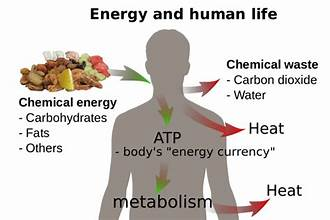 Energy and human life
Chemical energy
- Carbohydrates
- Fats
- Others
Chemical waste
- Carbon dioxide
- Water
Heat
ATP
- body's "energy currency"
metabolism
Heat